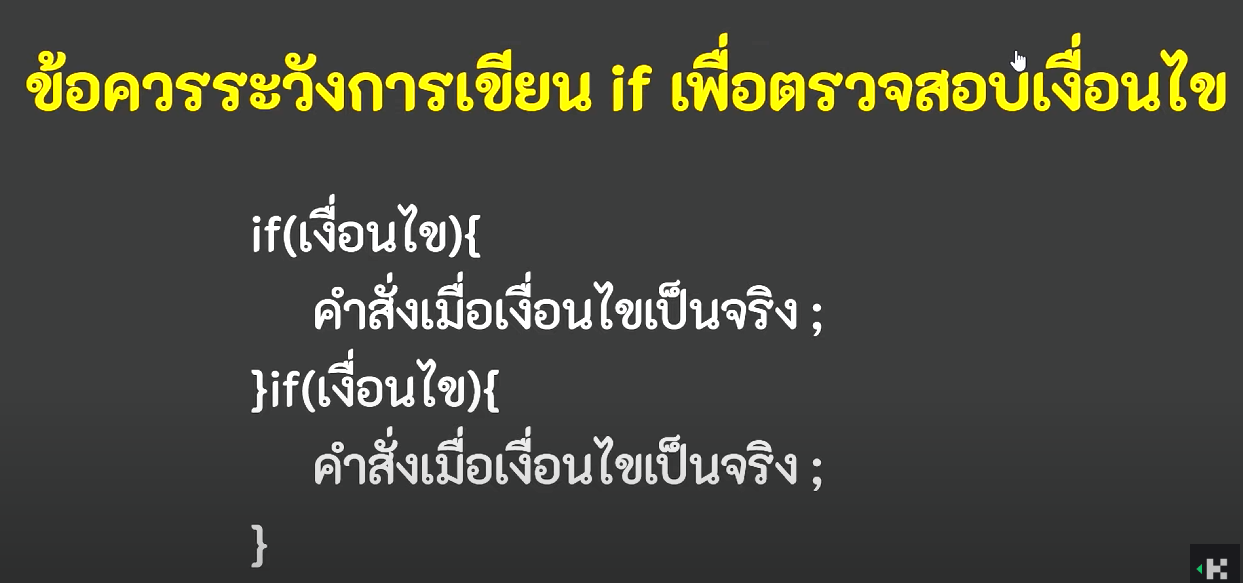 ข้อควรระวังการเขียน if เพื่อตรวจสอบเงื่อนไข
if(เงื่อนไข){
คำสั่งเมื่อเงื่อนไขเป็นจริง ;
}if(เงื่อนไข){
คำสั่งเมื่อเงื่อนไขเป็นจริง ;
}